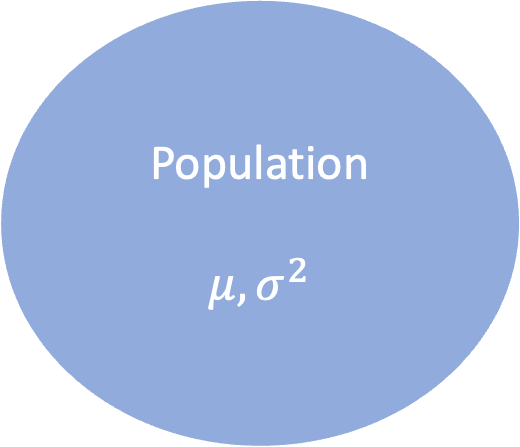 Population
μ, σ²